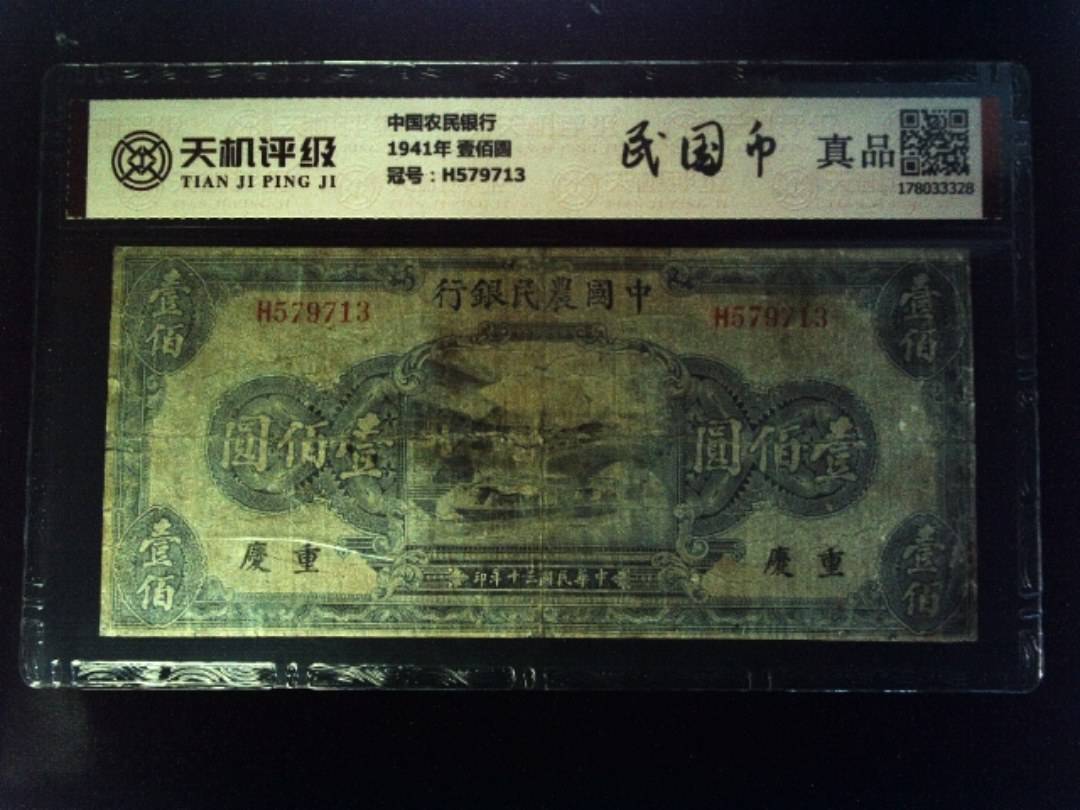 天机评级
TIAN JI PING JI
中国农民银行
1941年 壹佰圆
冠号：H579713
民国币
真品
178033328
壹佰
行銀民農國中
壹佰
H579713
H579713
圓佰壹
圓佰壹
慶重
慶重
壹佰
印年十三國民華中
壹佰